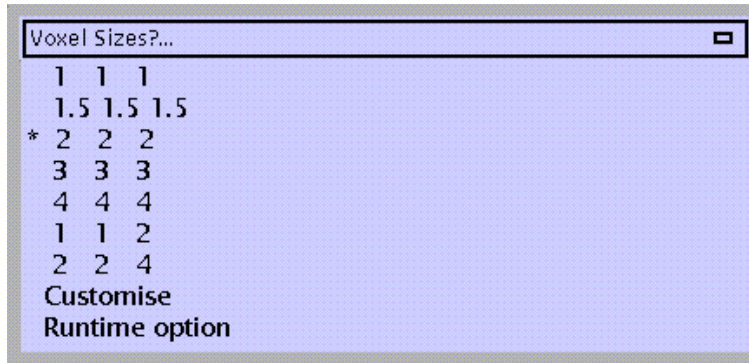 Voxel Sizes?...
1 1 1
1.5 1.5 1.5
* 2 2 2
3 3 3
4 4 4
1 1 2
2 2 4
Customise
Runtime option